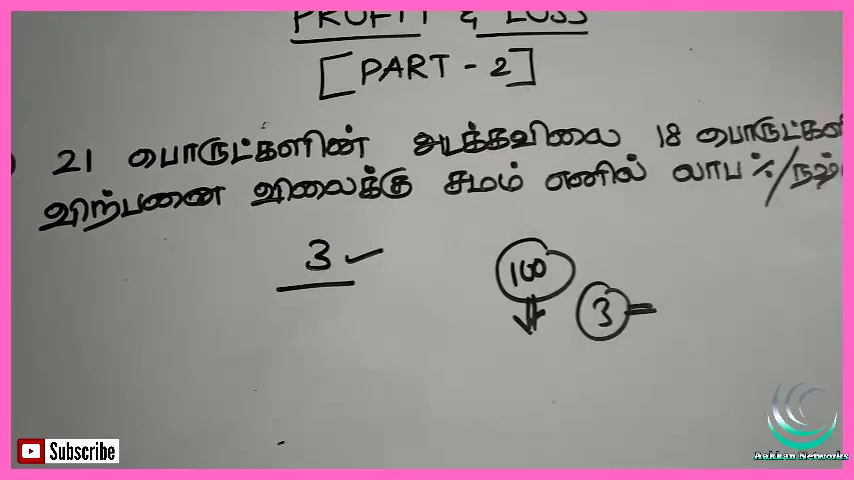 PROFIT & LOSS
[PART - 2]
) 21 பொருட்களின் அடக்கவிலை 18 பொருட்களி
விற்பனை விலைக்கு சமம் எனில் லாப %/நஷ்
3 ✓
100
3 =
Subscribe
Aakkan Networks